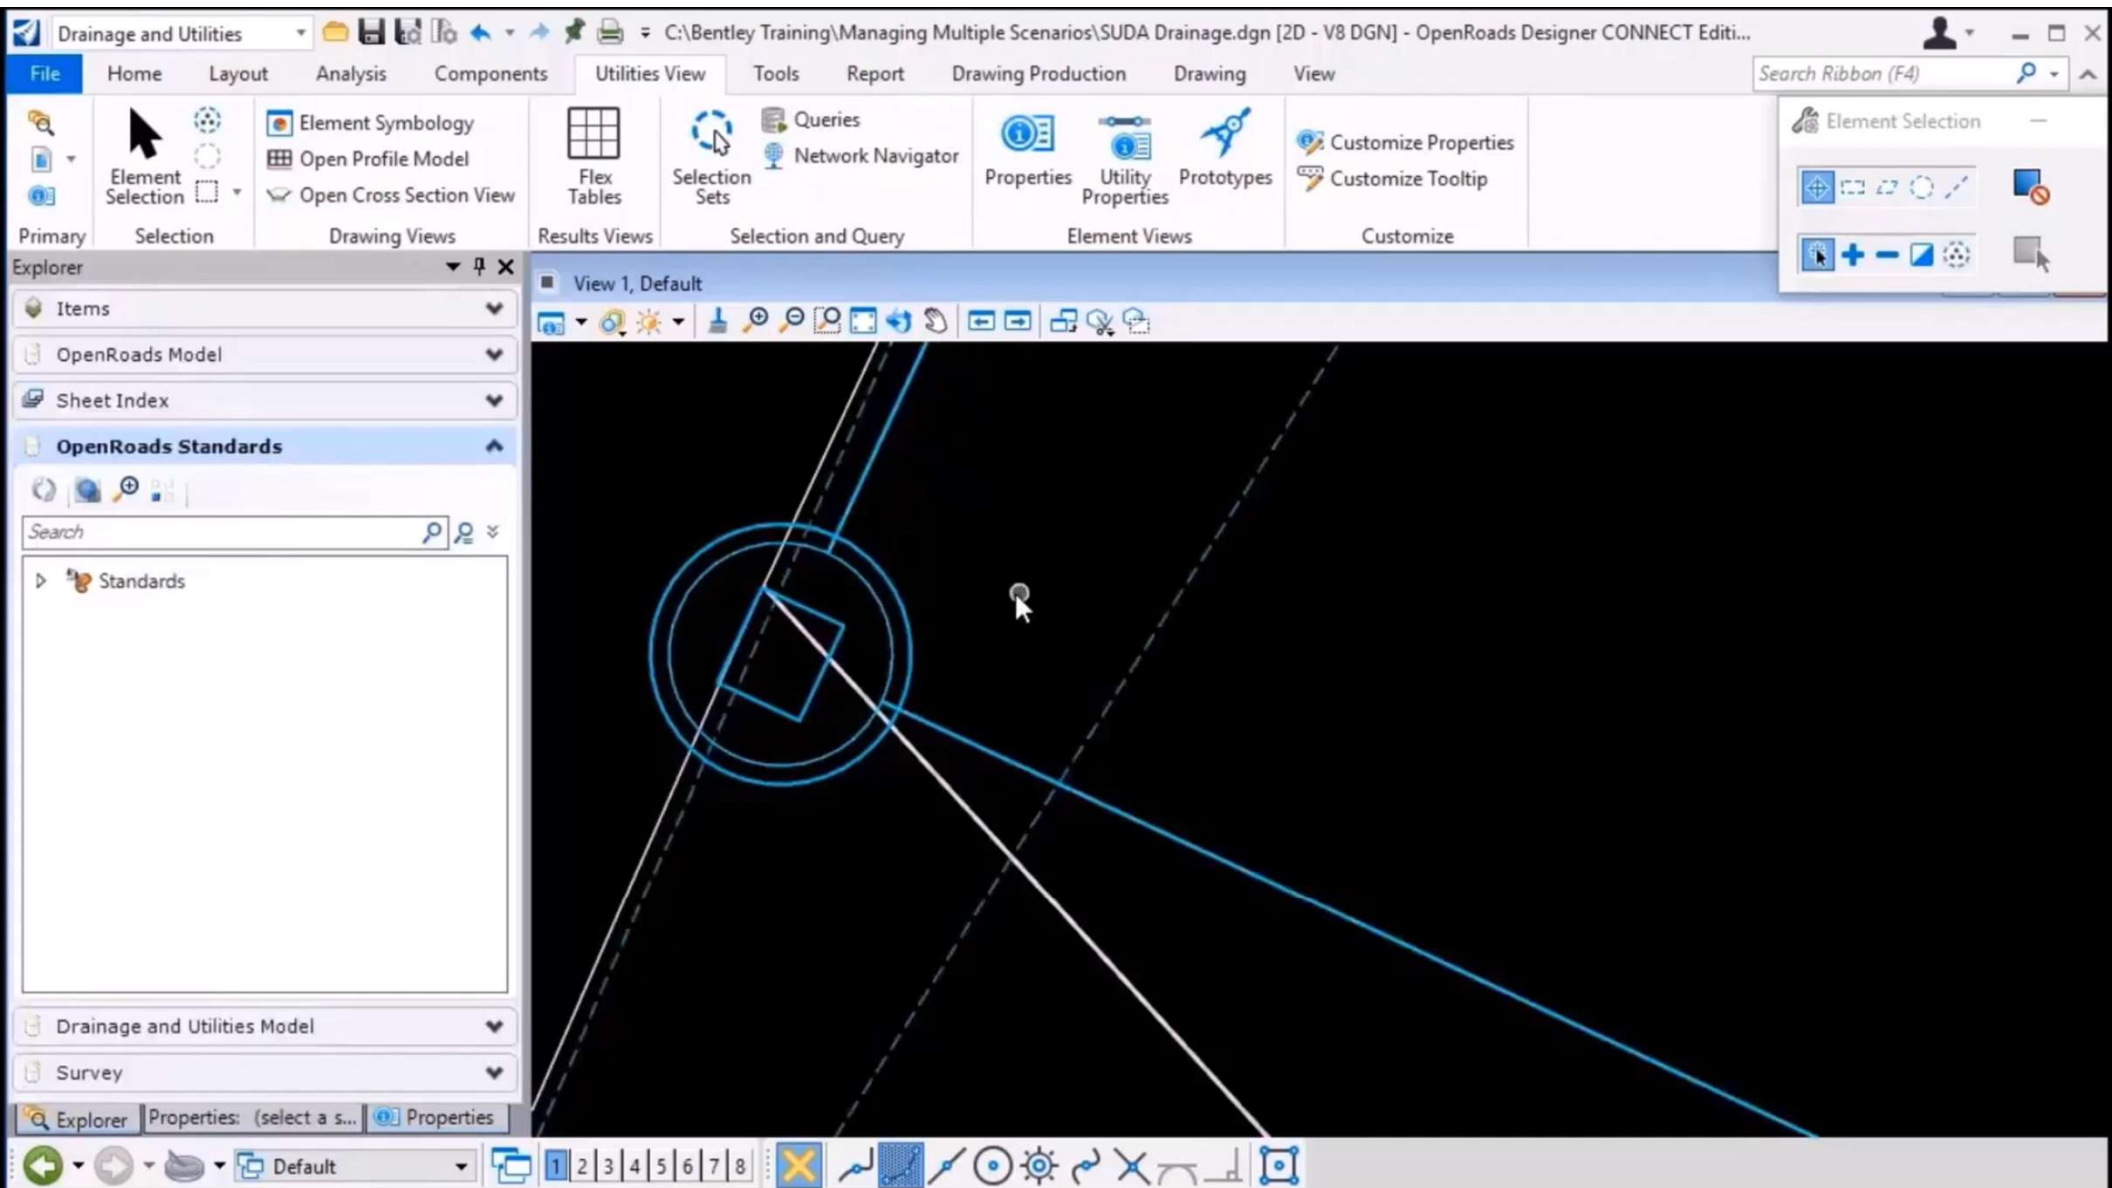 Drainage and Utilities C:\Bentley Training\Managing Multiple Scenarios\SUDA Drainage.dgn [2D - V8 DGN] - OpenRoads Designer CONNECT Editi...
File Home Layout Analysis Components Utilities View Tools Report Drawing Production Drawing View Search Ribbon (F4)
Element Selection
Element Symbology
Open Profile Model
Open Cross Section View
Flex Tables
Selection Sets
Queries
Network Navigator
Properties
Utility Properties
Prototypes
Customize Properties
Customize Tooltip
Element Selection
Primary Selection Drawing Views Results Views Selection and Query Element Views Customize
Explorer
View 1, Default
Items
OpenRoads Model
Sheet Index
OpenRoads Standards
Search
Standards
Drainage and Utilities Model
Survey
Explorer Properties: (select a s... Properties
Default 1 2 3 4 5 6 7 8